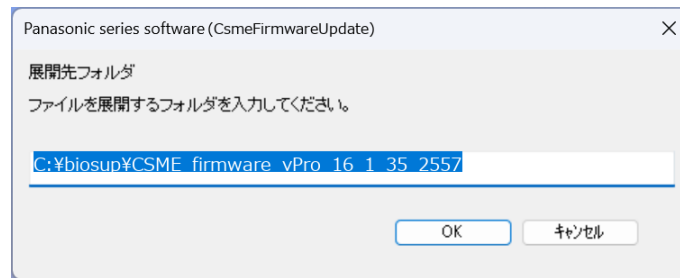 Panasonic series software (CsmeFirmwareUpdate)
展開先フォルダ
ファイルを展開するフォルダを入力してください。
C:¥biosup¥CSME_firmware_vPro_16_1_35_2557
OK キャンセル